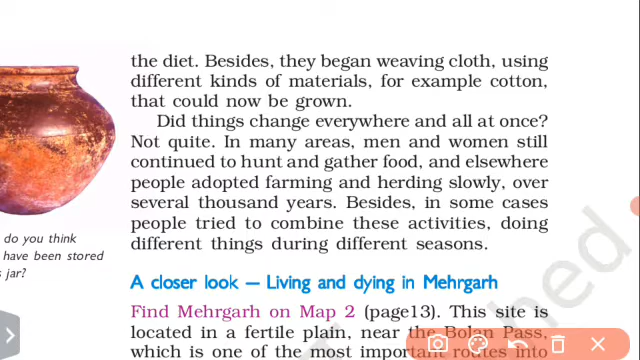 the diet. Besides, they began weaving cloth, using
different kinds of materials, for example cotton,
that could now be grown.
Did things change everywhere and all at once?
Not quite. In many areas, men and women still
continued to hunt and gather food, and elsewhere
people adopted farming and herding slowly, over
several thousand years. Besides, in some cases
people tried to combine these activities, doing
different things during different seasons.
do you think
have been stored
jar?
A closer look — Living and dying in Mehrgarh
Find Mehrgarh on Map 2 (page13). This site is
located in a fertile plain, near the Bolan Pass,
which is one of the most important routes into